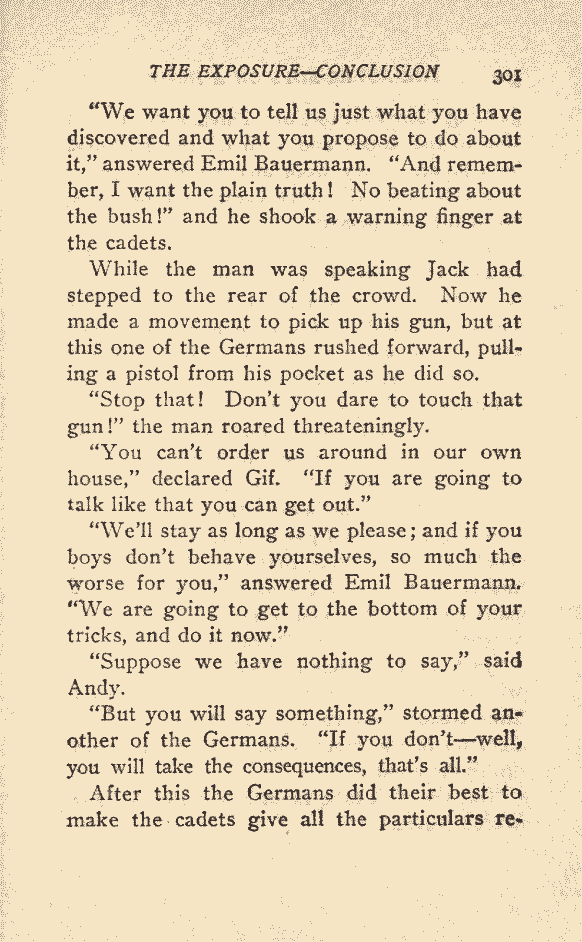 THE EXPOSURE—CONCLUSION 301
“We want you to tell us just what you have
discovered and what you propose to do about
it,” answered Emil Bauermann. “And remem-
ber, I want the plain truth! No beating about
the bush!” and he shook a warning finger at
the cadets.
While the man was speaking Jack had
stepped to the rear of the crowd. Now he
made a movement to pick up his gun, but at
this one of the Germans rushed forward, pull-
ing a pistol from his pocket as he did so.
“Stop that! Don’t you dare to touch that
gun!” the man roared threateningly.
“You can’t order us around in our own
house,” declared Gif. “If you are going to
talk like that you can get out.”
“We’ll stay as long as we please; and if you
boys don’t behave yourselves, so much the
worse for you,” answered Emil Bauermann.
“We are going to get to the bottom of your
tricks, and do it now.”
“Suppose we have nothing to say,” said
Andy.
“But you will say something,” stormed an-
other of the Germans. “If you don’t—well,
you will take the consequences, that’s all.”
After this the Germans did their best to
make the cadets give all the particulars re-